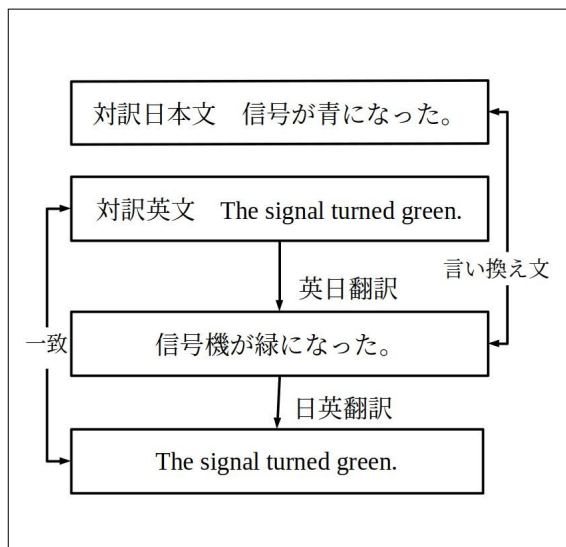 対訳日本文　信号が青になった。
対訳英文　The signal turned green.
英日翻訳
言い換え文
一致
信号機が緑になった。
日英翻訳
The signal turned green.